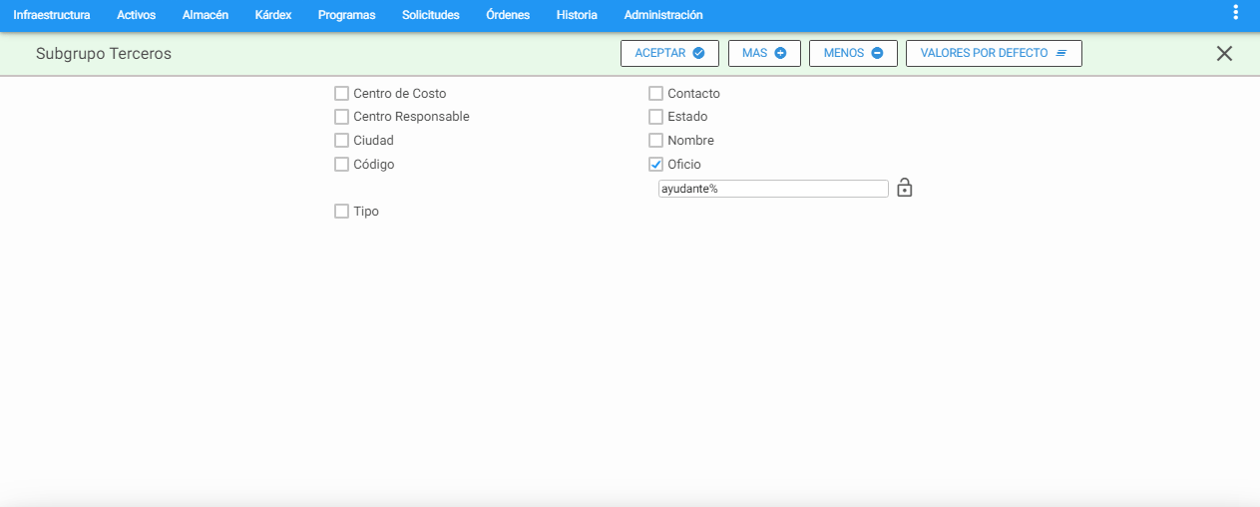 Infraestructura Activos Almacén Kárdex Programas Solicitudes Órdenes Historia Administración
Subgrupo Terceros ACEPTAR MAS MENOS VALORES POR DEFECTO
Centro de Costo Contacto
Centro Responsable Estado
Ciudad Nombre
Código Oficio
ayudante%
Tipo